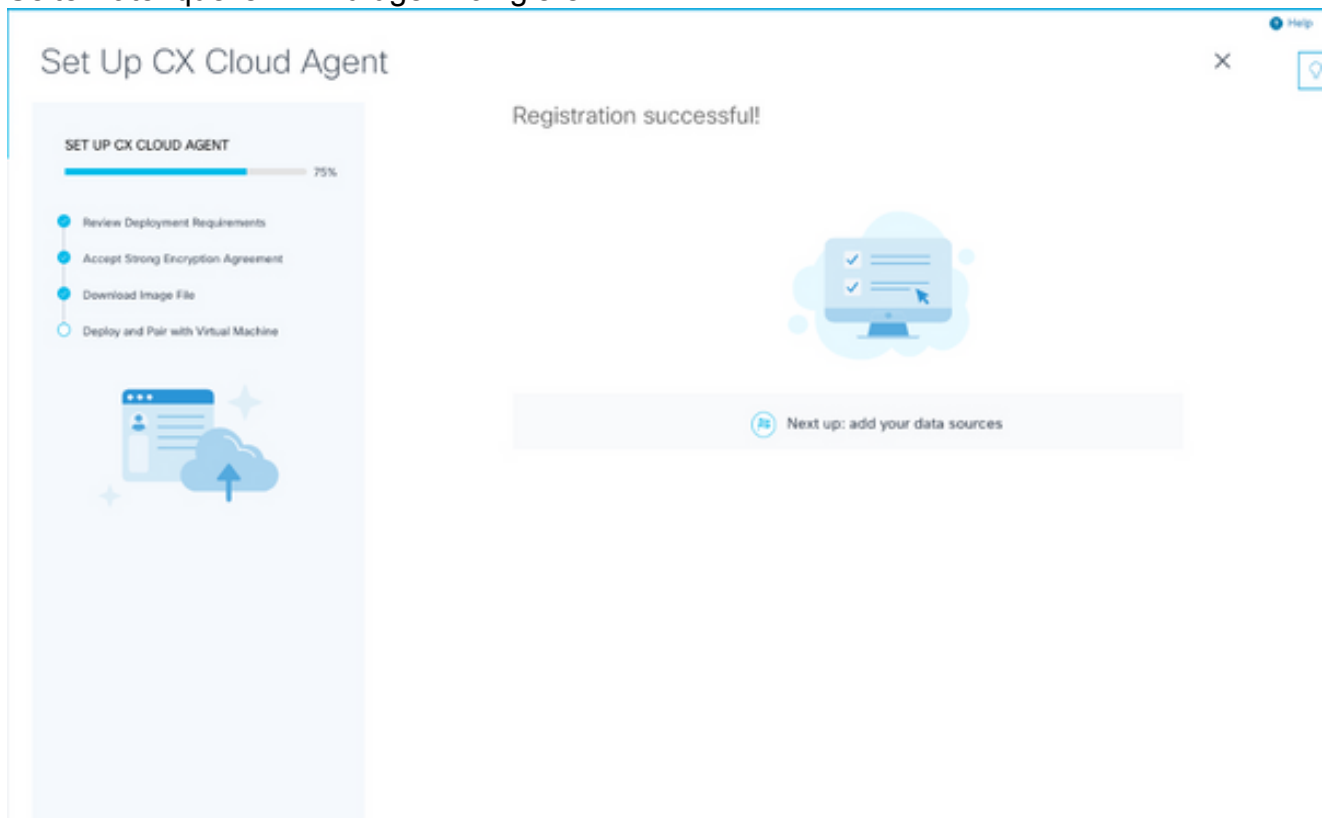 Help
Set Up CX Cloud Agent
Registration successful!
SET UP CX CLOUD AGENT
75%
Review Deployment Requirements
Accept Strong Encryption Agreement
Download Image File
Deploy and Pair with Virtual Machine
Next up: add your data sources